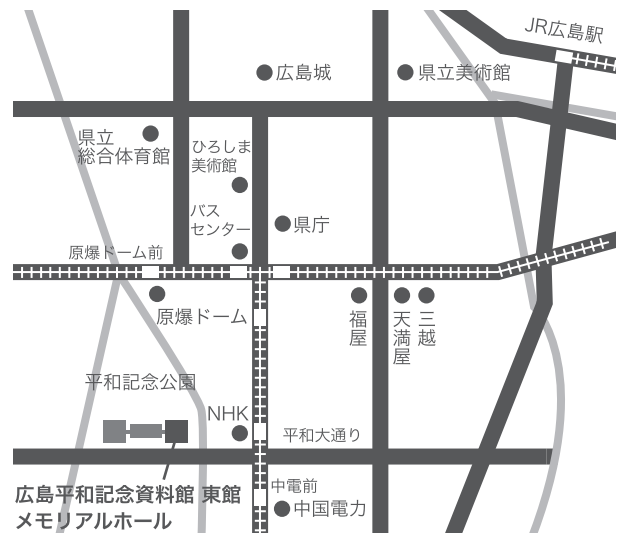 JR広島駅
広島城
県立美術館
県立
総合体育館
ひろしま
美術館
バス
センター
県庁
原爆ドーム前
原爆ドーム
福屋
天満屋
三越
平和記念公園
NHK
平和大通り
広島平和記念資料館 東館
メモリアルホール
中電前
中国電力